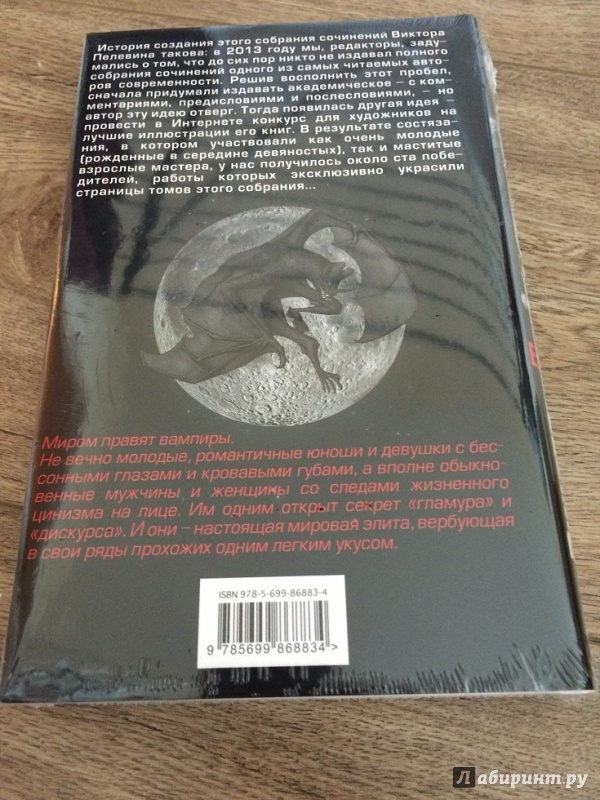 История создания этого собрания сочинений Виктора
Пелевина такова: в 2013 году мы, редакторы, заду-
мались о том, что до сих пор никто не издавал полного
собрания сочинений одного из самых читаемых авто-
ров современности. Решив восполнить этот пробел,
сначала придумали издавать академическое – с ком-
ментариями, предисловиями и послесловиями, – но
автор эту идею отверг. Тогда появилась другая идея –
провести в Интернете конкурс для художников на
лучшие иллюстрации его книг. В результате состяза-
ния, в котором участвовали как очень молодые
(рожденные в середине девяностых), так и маститые
взрослые мастера, у нас получилось около ста побе-
дителей, работы которых эксклюзивно украсили
страницы томов этого собрания...
Миром правят вампиры.
Не вечно молодые, романтичные юноши и девушки с бес-
сонными глазами и кровавыми губами, а вполне обыкно-
венные мужчины и женщины со следами жизненного
цинизма на лице. Им одним открыт секрет «гламура» и
«дискурса». И они – настоящая мировая элита, вербующая
в свои ряды прохожих одним легким укусом.
ISBN 978-5-699-86883-4
9 785699 868834 >
Лабиринт.ру